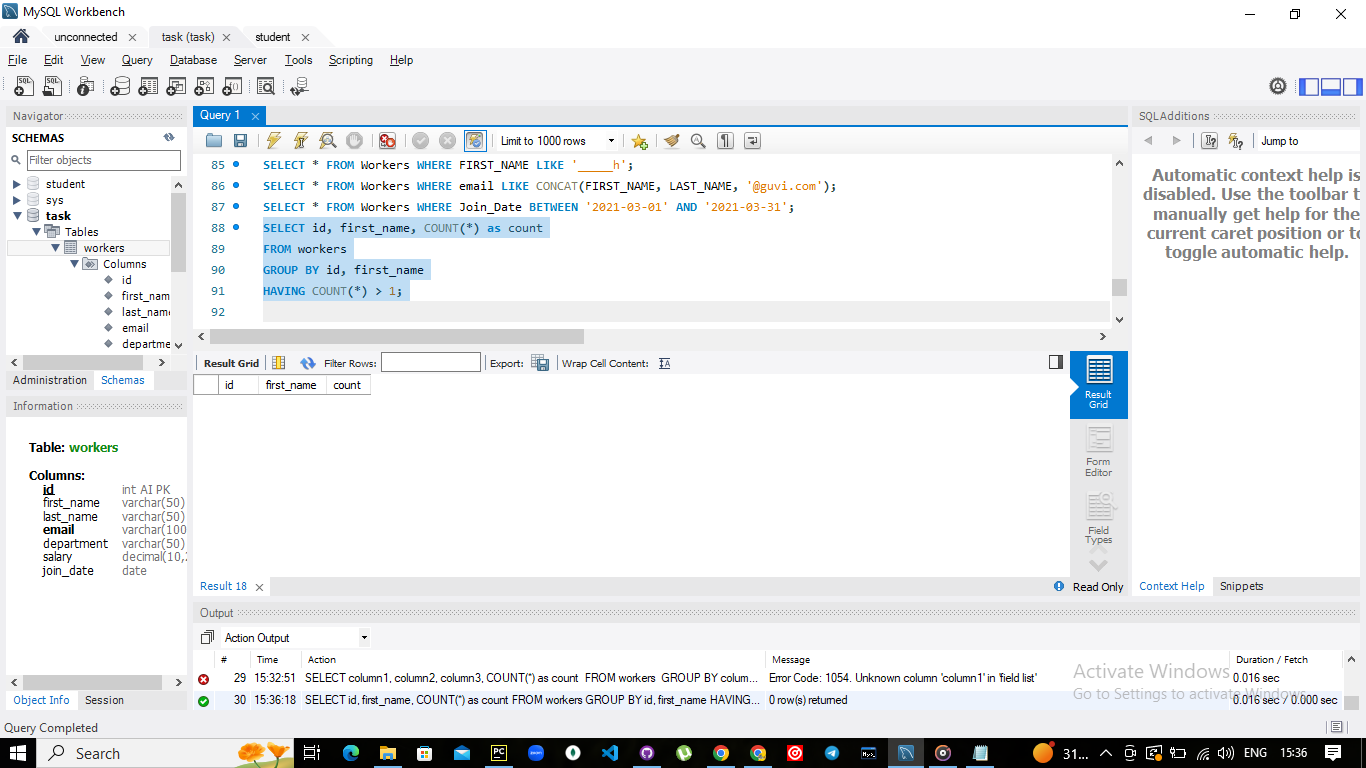 MySQL Workbench
unconnected
task (task)
student
File Edit View Query Database Server Tools Scripting Help
Navigator
SCHEMAS
Filter objects
student
sys
task
Tables
workers
Columns
id
first_nam
last_name
email
departme
Administration Schemas
Information
Table: workers
Columns:
id int AI PK
first_name varchar(50)
last_name varchar(50)
email varchar(100
department varchar(50)
salary decimal(10,
join_date date
Object Info Session
Query 1
Limit to 1000 rows
85 SELECT * FROM Workers WHERE FIRST_NAME LIKE '_____h';
86 SELECT * FROM Workers WHERE email LIKE CONCAT(FIRST_NAME, LAST_NAME, '@guvi.com');
87 SELECT * FROM Workers WHERE Join_Date BETWEEN '2021-03-01' AND '2021-03-31';
88 SELECT id, first_name, COUNT(*) as count
89 FROM workers
90 GROUP BY id, first_name
91 HAVING COUNT(*) > 1;
92
Result Grid Filter Rows: Export: Wrap Cell Content:
id first_name count
Result
Grid
Form
Editor
Field
Types
Result 18
Read Only
SQLAdditions
Jump to
Automatic context help is
disabled. Use the toolbar t
manually get help for the
current caret position or to
toggle automatic help.
Context Help Snippets
Output
Action Output
# Time Action Message Duration / Fetch
29 15:32:51 SELECT column1, column2, column3, COUNT(*) as count FROM workers GROUP BY colum... Error Code: 1054. Unknown column 'column1' in 'field list' 0.016 sec
30 15:36:18 SELECT id, first_name, COUNT(*) as count FROM workers GROUP BY id, first_name HAVING... 0 row(s) returned 0.016 sec / 0.000 sec
Activate Windows
Go to Settings to activate Windows.
Query Completed
Search
31...
ENG
15:36